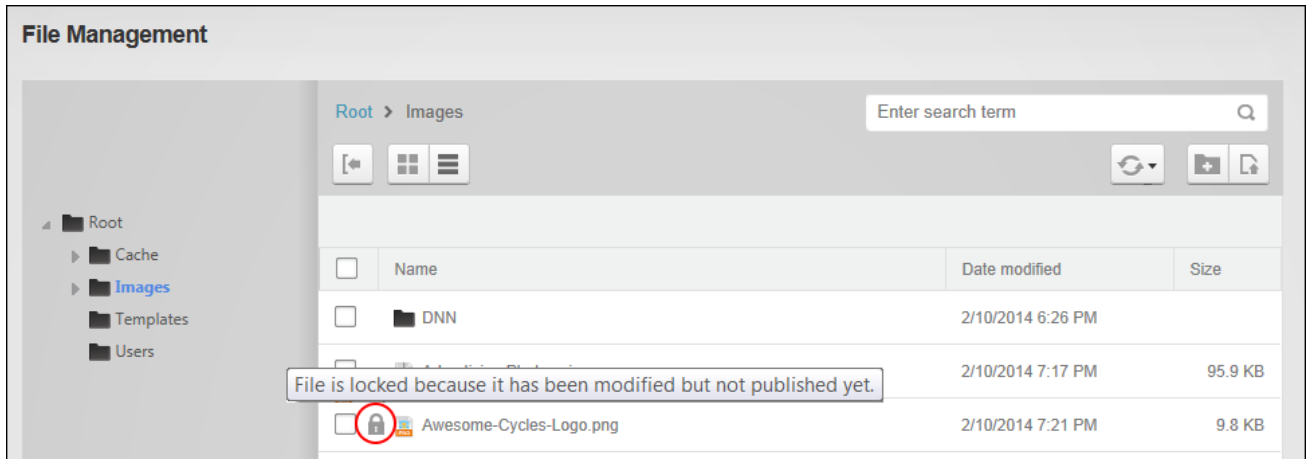 File Management
Root > Images
Enter search term
Root
Cache
Images
Templates
Users
Name Date modified Size
DNN 2/10/2014 6:26 PM
2/10/2014 7:17 PM 95.9 KB
File is locked because it has been modified but not published yet.
Awesome-Cycles-Logo.png 2/10/2014 7:21 PM 9.8 KB